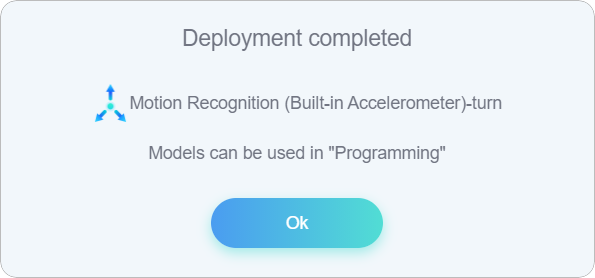 Deployment completed
Motion Recognition (Built-in Accelerometer)-turn
Models can be used in "Programming"
Ok